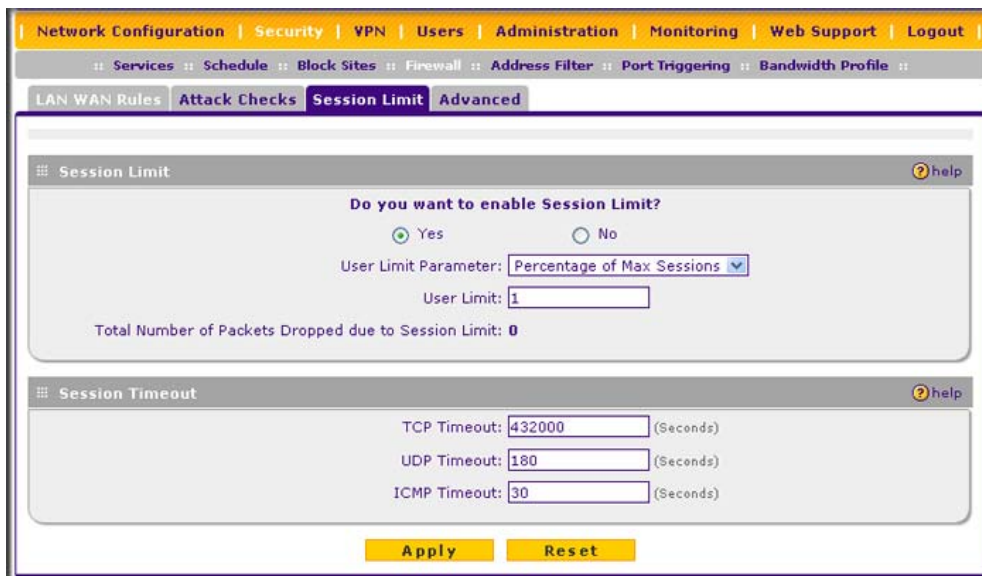 | Network Configuration | Security | VPN | Users | Administration | Monitoring | Web Support | Logout |
:: Services :: Schedule :: Block Sites :: Firewall :: Address Filter :: Port Triggering :: Bandwidth Profile ::
LAN WAN Rules Attack Checks Session Limit Advanced
Session Limit ?help
Do you want to enable Session Limit?
Yes No
User Limit Parameter: Percentage of Max Sessions
User Limit: 1
Total Number of Packets Dropped due to Session Limit: 0
Session Timeout ?help
TCP Timeout: 432000 (Seconds)
UDP Timeout: 180 (Seconds)
ICMP Timeout: 30 (Seconds)
Apply Reset